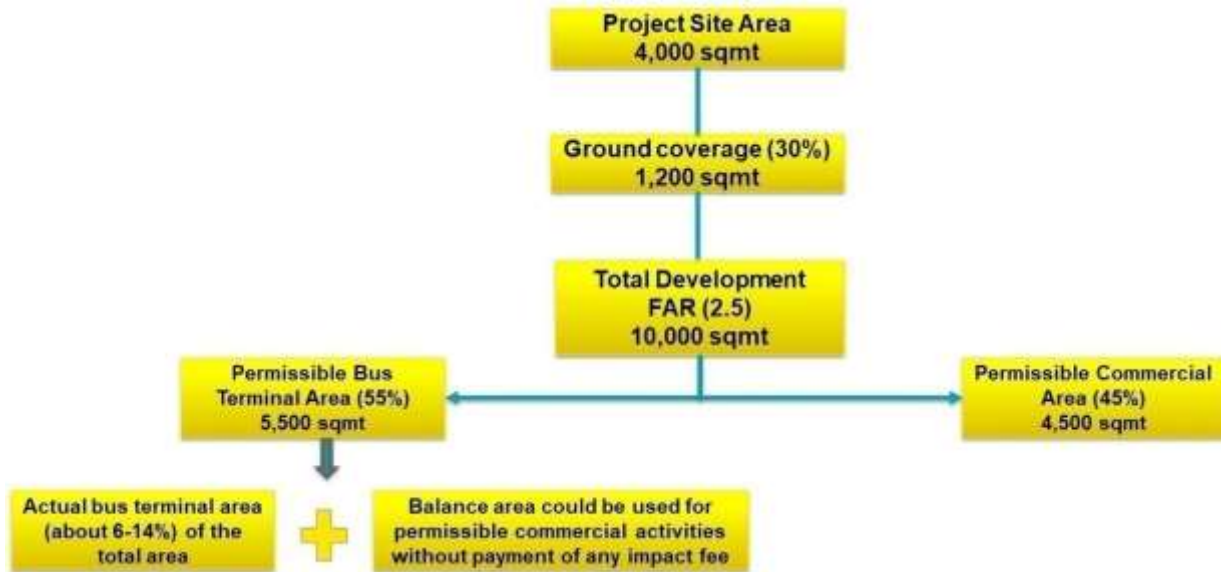 Project Site Area
4,000 sqmt
Ground coverage (30%)
1,200 sqmt
Total Development
FAR (2.5)
10,000 sqmt
Permissible Bus
Terminal Area (55%)
5,500 sqmt
Permissible Commercial
Area (45%)
4,500 sqmt
Actual bus terminal area
(about 6-14%) of the
total area
Balance area could be used for
permissible commercial activities
without payment of any impact fee